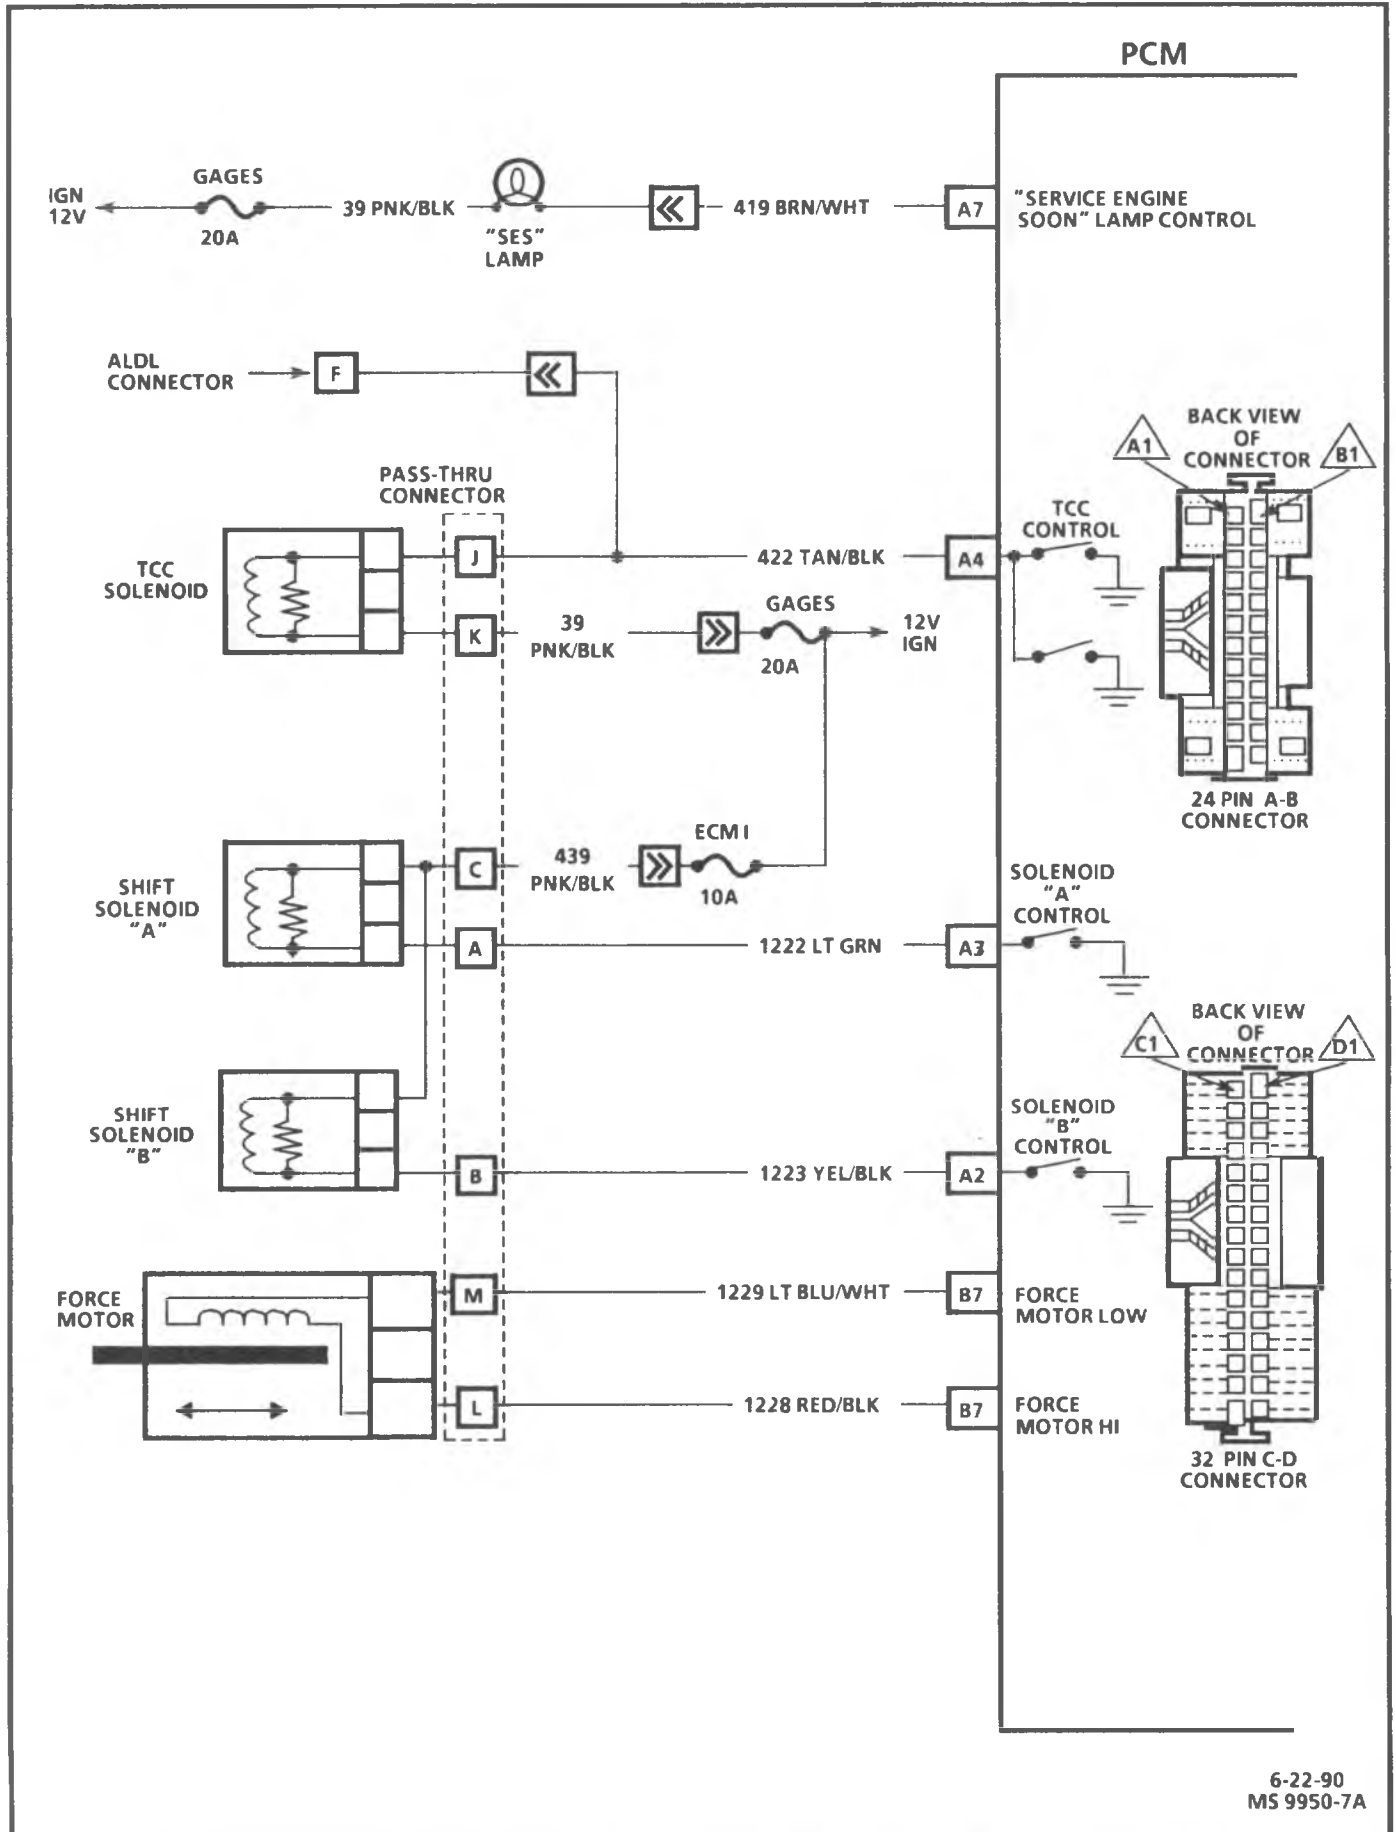 PCM
GAGES
IGN
12V
39 PNK/BLK
20A
"SES"
LAMP
419 BRN/WHT
A7
"SERVICE ENGINE
SOON" LAMP CONTROL
ALDL
CONNECTOR
F
BACK VIEW
OF
CONNECTOR
A1
B1
PASS-THRU
CONNECTOR
TCC
SOLENOID
J
422 TAN/BLK
A4
TCC
CONTROL
K
39
PNK/BLK
GAGES
20A
12V
IGN
24 PIN A-B
CONNECTOR
SHIFT
SOLENOID
"A"
C
439
PNK/BLK
ECM I
10A
A
1222 LT GRN
A3
SOLENOID
"A"
CONTROL
BACK VIEW
OF
CONNECTOR
C1
D1
SHIFT
SOLENOID
"B"
B
1223 YEL/BLK
A2
SOLENOID
"B"
CONTROL
FORCE
MOTOR
M
1229 LT BLU/WHT
B7
FORCE
MOTOR LOW
L
1228 RED/BLK
B7
FORCE
MOTOR HI
32 PIN C-D
CONNECTOR
6-22-90
MS 9950-7A